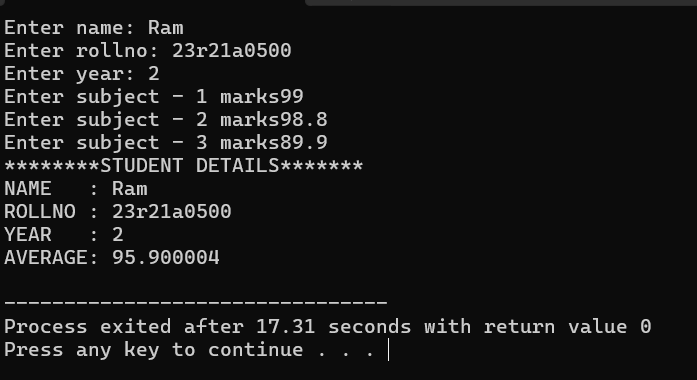 Enter name: Ram
Enter rollno: 23r21a0500
Enter year: 2
Enter subject - 1 marks99
Enter subject - 2 marks98.8
Enter subject - 3 marks89.9
********STUDENT DETAILS*******
NAME   : Ram
ROLLNO : 23r21a0500
YEAR   : 2
AVERAGE: 95.900004
--------------------------------
Process exited after 17.31 seconds with return value 0
Press any key to continue . . .